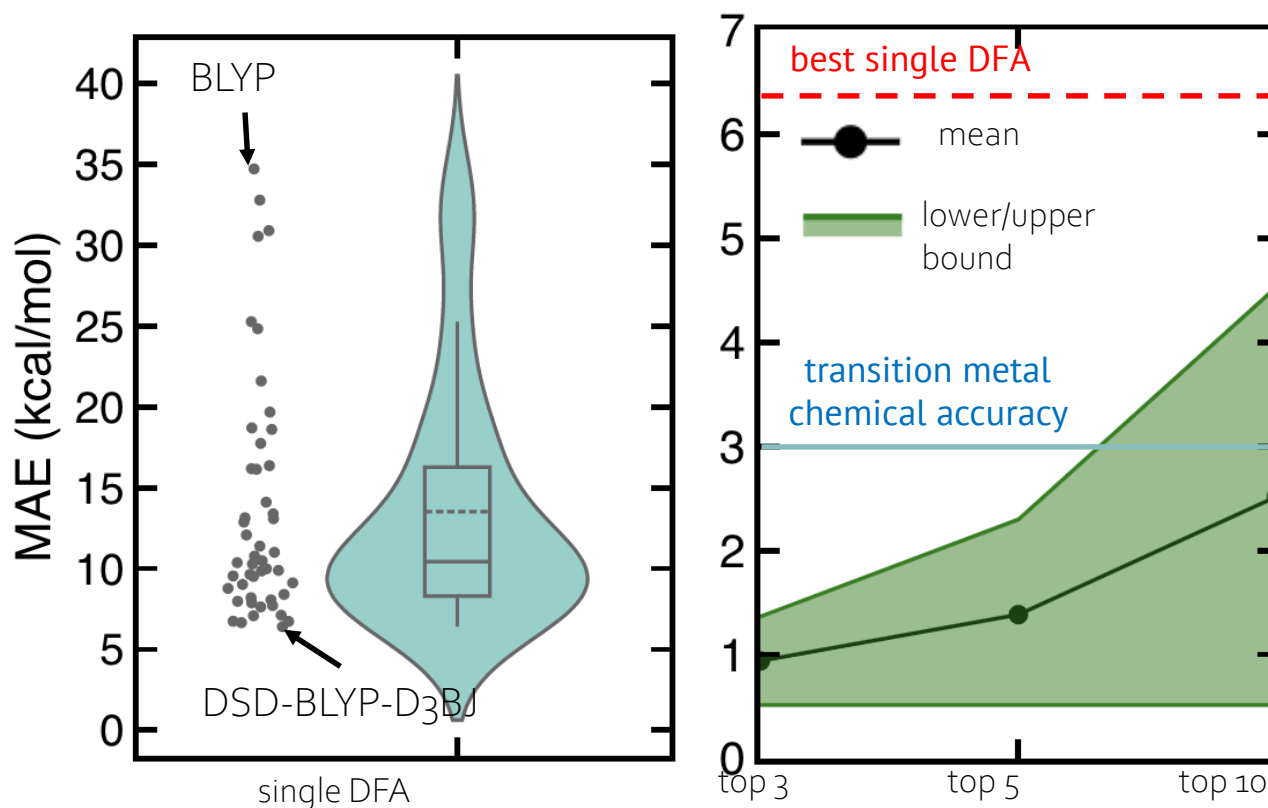 MAE (kcal/mol)
40
35
30
25
20
15
10
5
0
BLYP
DSD-BLYP-D3BJ
single DFA
7
6
5
4
3
2
1
0
best single DFA
mean
lower/upper
bound
transition metal
chemical accuracy
top 3
top 5
top 10